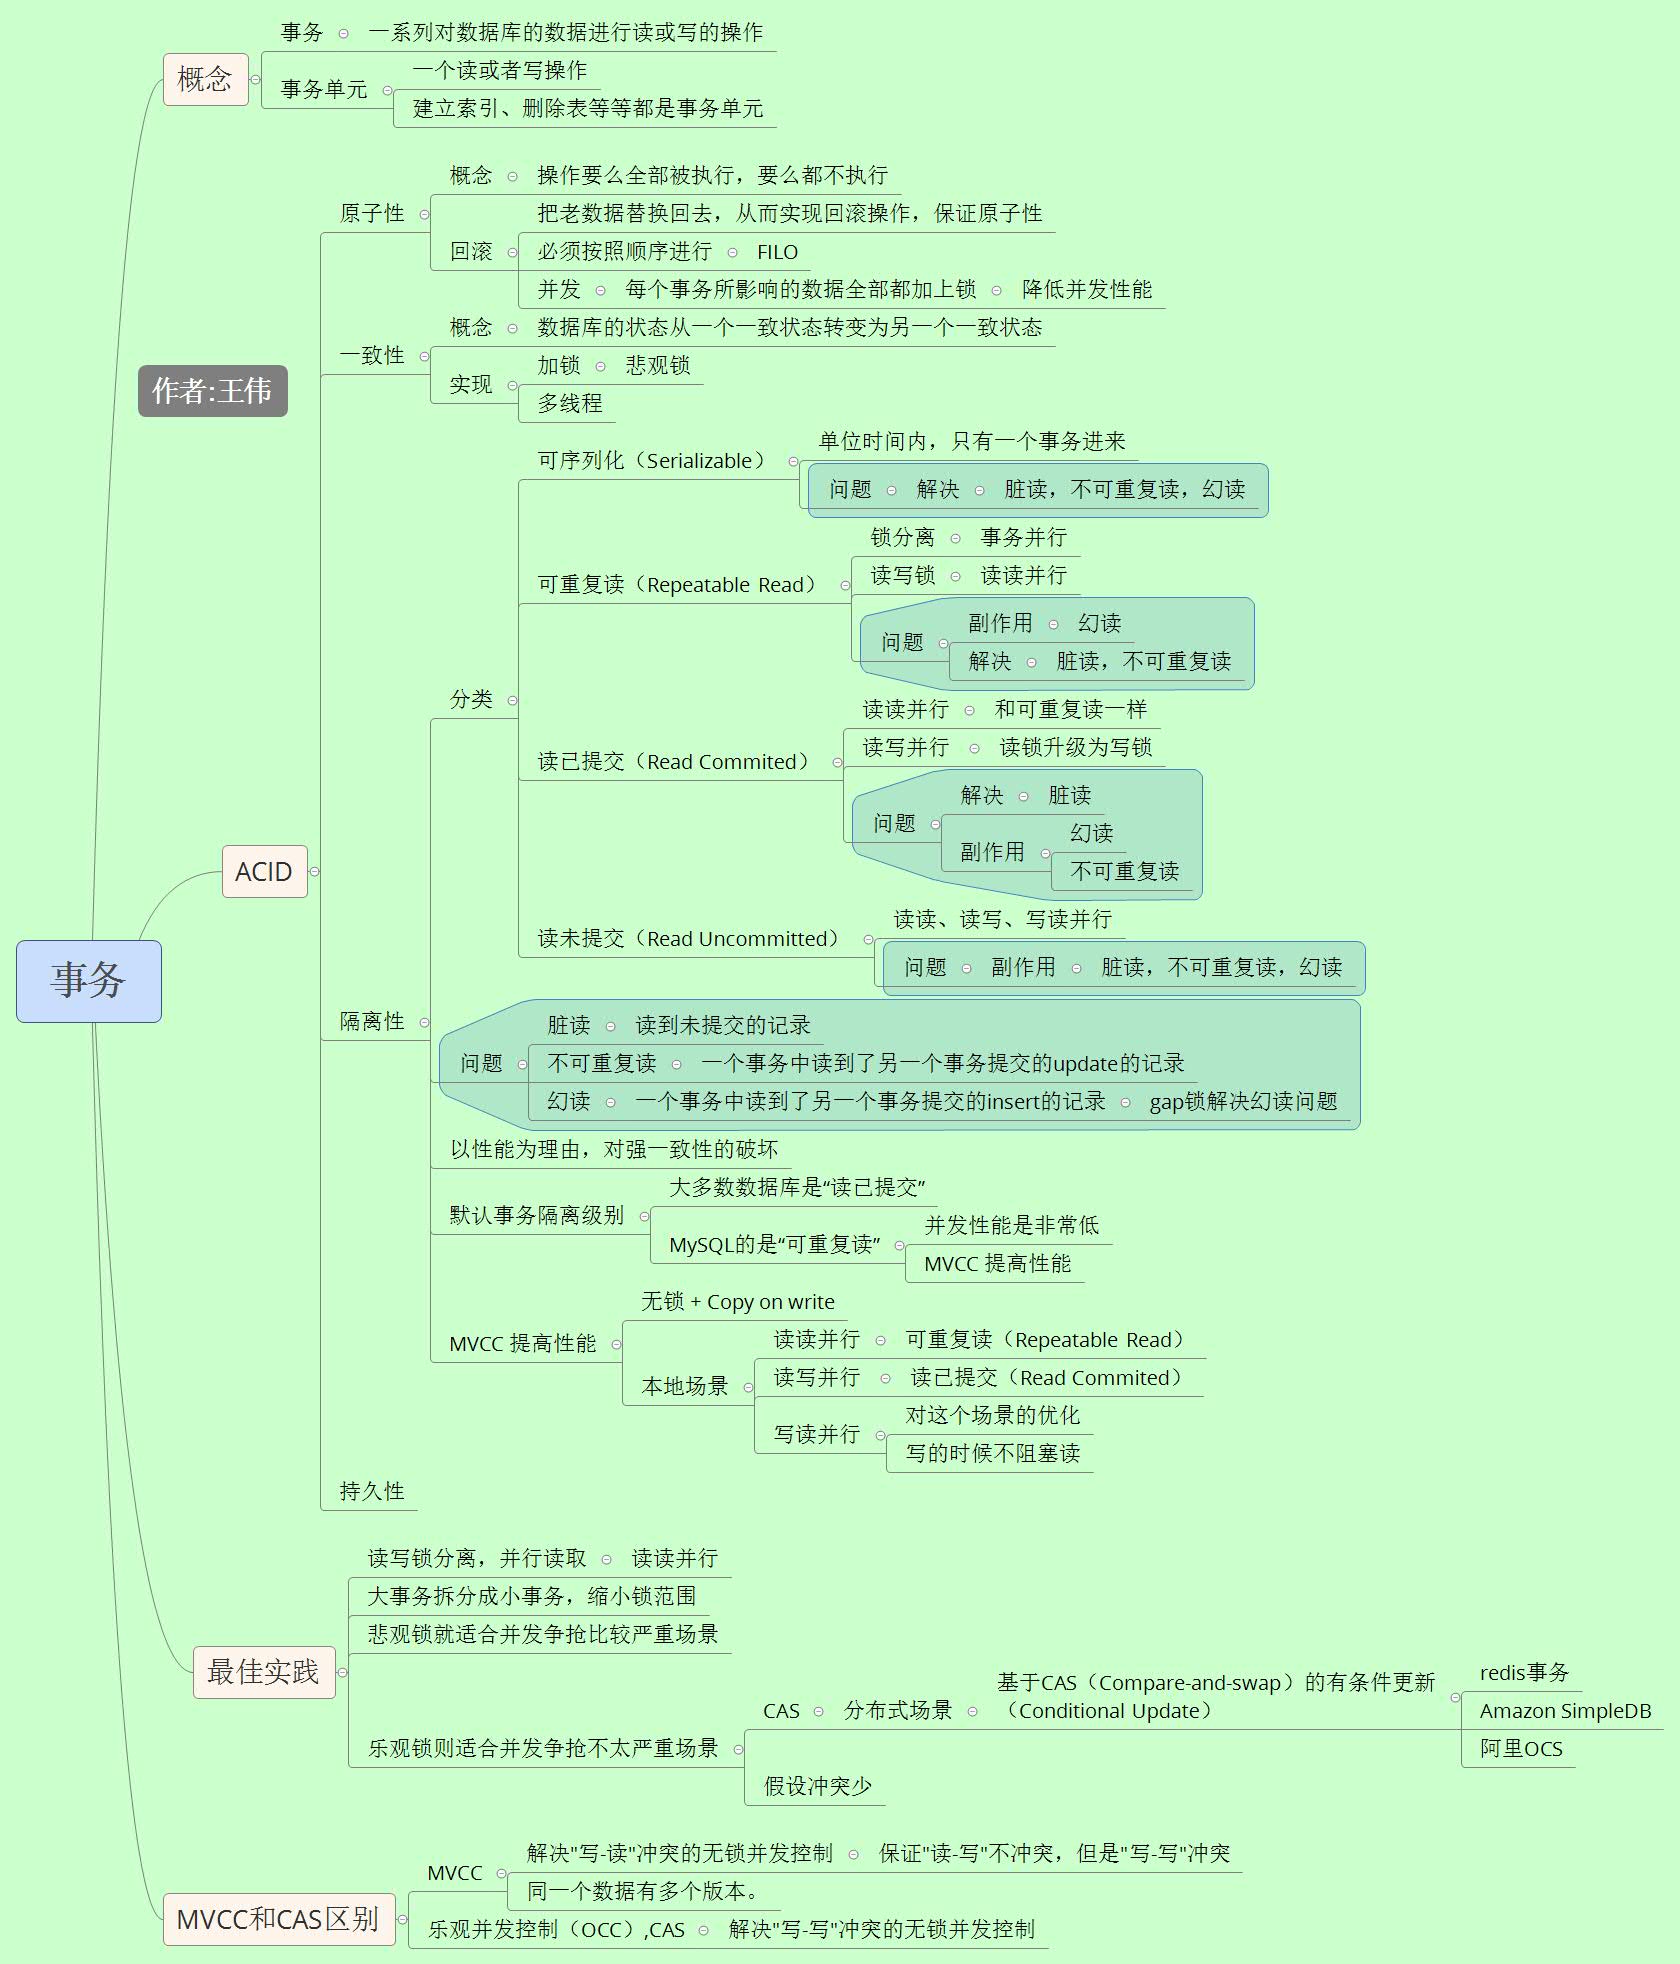 事务
作者:王伟
概念
事务
一系列对数据库的数据进行读或写的操作
事务单元
一个读或者写操作
建立索引、删除表等等都是事务单元
ACID
原子性
概念
操作要么全部被执行，要么都不执行
回滚
把老数据替换回去，从而实现回滚操作，保证原子性
必须按照顺序进行
FILO
并发
每个事务所影响的数据全部都加上锁
降低并发性能
一致性
概念
数据库的状态从一个一致状态转变为另一个一致状态
实现
加锁
悲观锁
多线程
隔离性
分类
可序列化（Serializable）
单位时间内，只有一个事务进来
问题
解决
脏读，不可重复读，幻读
可重复读（Repeatable Read）
锁分离
事务并行
读写锁
读读并行
问题
副作用
幻读
解决
脏读，不可重复读
读已提交（Read Commited）
读读并行
和可重复读一样
读写并行
读锁升级为写锁
问题
解决
脏读
副作用
幻读
不可重复读
读未提交（Read Uncommitted）
读读、读写、写读并行
问题
副作用
脏读，不可重复读，幻读
问题
脏读
读到未提交的记录
不可重复读
一个事务中读到了另一个事务提交的update的记录
幻读
一个事务中读到了另一个事务提交的insert的记录
gap锁解决幻读问题
以性能为理由，对强一致性的破坏
默认事务隔离级别
大多数数据库是“读已提交”
MySQL的是“可重复读”
并发性能是非常低
MVCC 提高性能
MVCC 提高性能
无锁 + Copy on write
本地场景
读读并行
可重复读（Repeatable Read）
读写并行
读已提交（Read Commited）
写读并行
对这个场景的优化
写的时候不阻塞读
持久性
最佳实践
读写锁分离，并行读取
读读并行
大事务拆分成小事务，缩小锁范围
悲观锁就适合并发争抢比较严重场景
乐观锁则适合并发争抢不太严重场景
CAS
分布式场景
基于CAS（Compare-and-swap）的有条件更新
（Conditional Update）
redis事务
Amazon SimpleDB
阿里OCS
假设冲突少
MVCC和CAS区别
MVCC
解决"写-读"冲突的无锁并发控制
保证"读-写"不冲突，但是"写-写"冲突
同一个数据有多个版本。
乐观并发控制（OCC）,CAS
解决"写-写"冲突的无锁并发控制